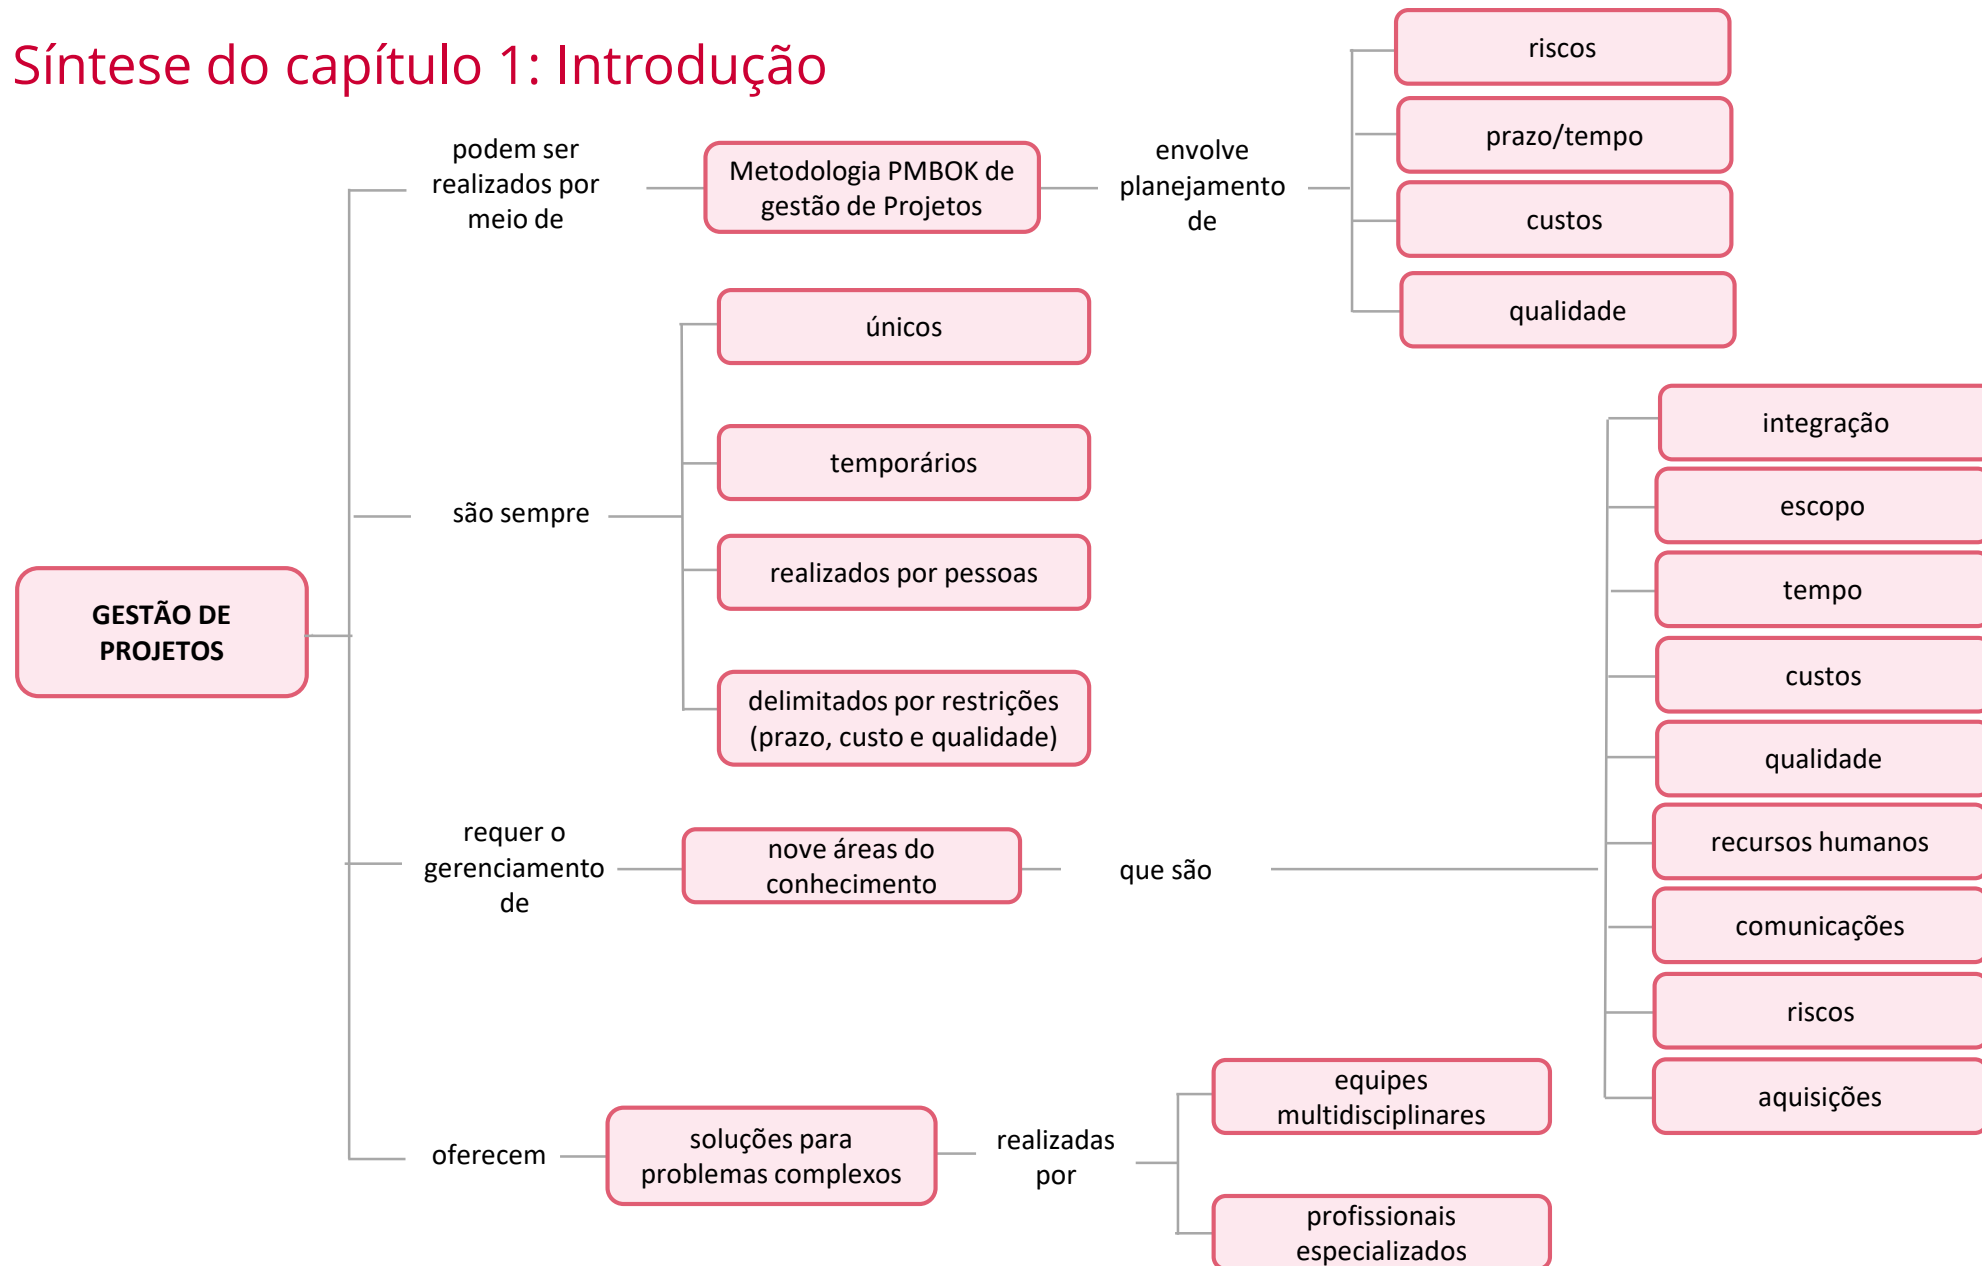 Síntese do capítulo 1: Introdução
GESTÃO DE
PROJETOS
podem ser
realizados por
meio de
Metodologia PMBOK de
gestão de Projetos
envolve
planejamento
de
riscos
prazo/tempo
custos
qualidade
são sempre
únicos
temporários
realizados por pessoas
delimitados por restrições
(prazo, custo e qualidade)
requer o
gerenciamento
de
nove áreas do
conhecimento
que são
integração
escopo
tempo
custos
qualidade
recursos humanos
comunicações
riscos
aquisições
oferecem
soluções para
problemas complexos
realizadas
por
equipes
multidisciplinares
profissionais
especializados